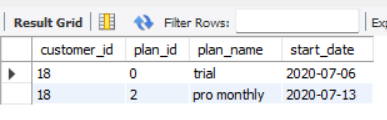 Result Grid Filter Rows:
customer_id plan_id plan_name start_date
18 0 trial 2020-07-06
18 2 pro monthly 2020-07-13